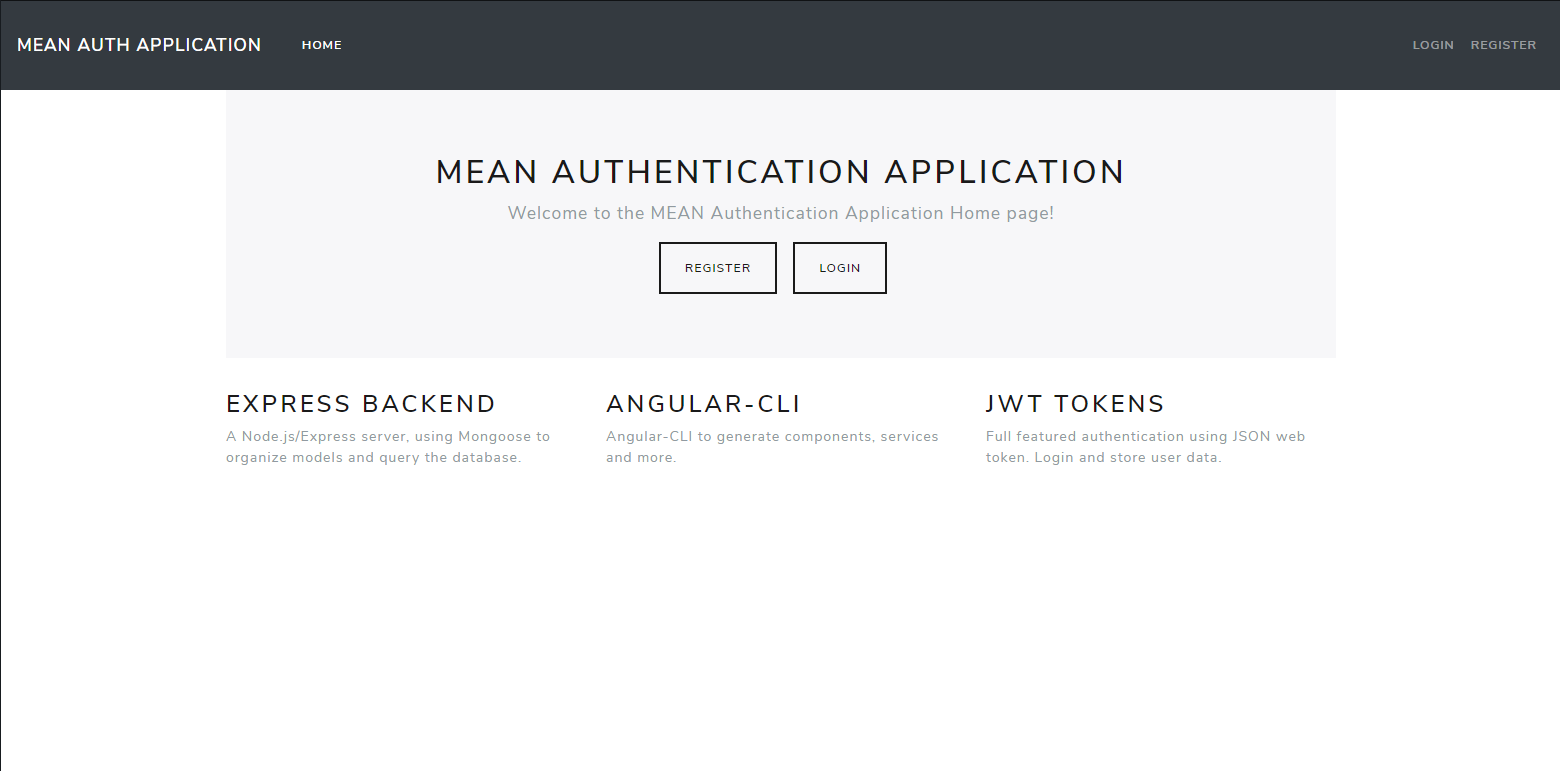 MEAN AUTH APPLICATION HOME LOGIN REGISTER
MEAN AUTHENTICATION APPLICATION
Welcome to the MEAN Authentication Application Home page!
REGISTER LOGIN
EXPRESS BACKEND
A Node.js/Express server, using Mongoose to
organize models and query the database.
ANGULAR-CLI
Angular-CLI to generate components, services
and more.
JWT TOKENS
Full featured authentication using JSON web
token. Login and store user data.